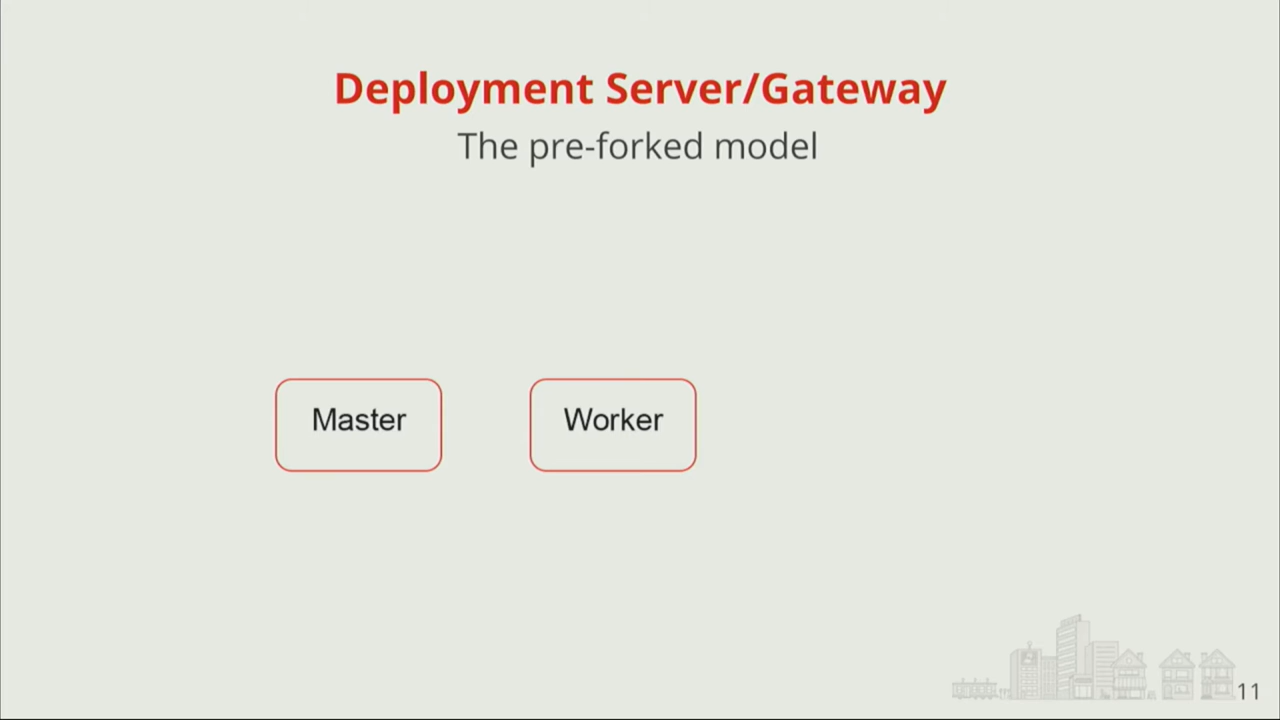 Deployment Server/Gateway
The pre-forked model
Master
Worker
11